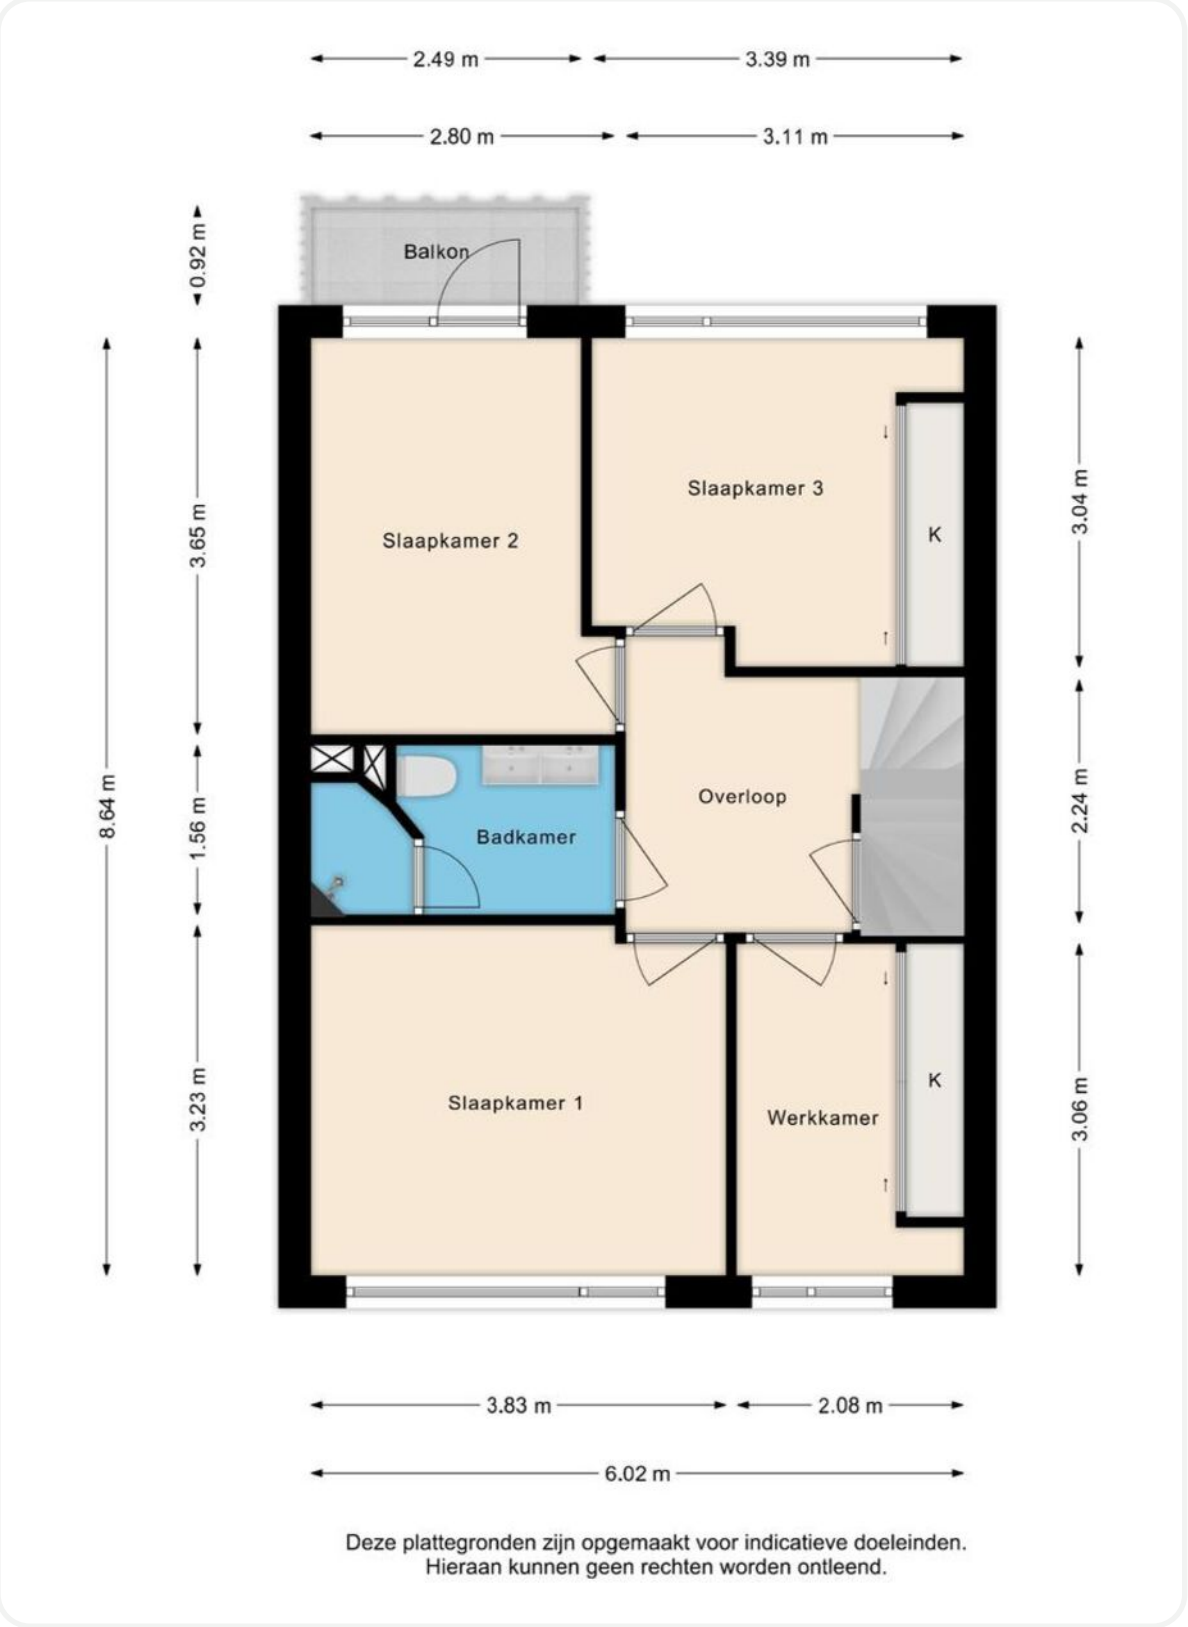 2.49 m
3.39 m
2.80 m
3.11 m
0.92 m
Balkon
8.64 m
3.65 m
1.56 m
3.23 m
Slaapkamer 2
Slaapkamer 3
K
3.04 m
Overloop
Badkamer
2.24 m
Slaapkamer 1
Werkkamer
K
3.06 m
3.83 m
2.08 m
6.02 m
Deze plattegronden zijn opgemaakt voor indicatieve doeleinden.
Hieraan kunnen geen rechten worden ontleend.